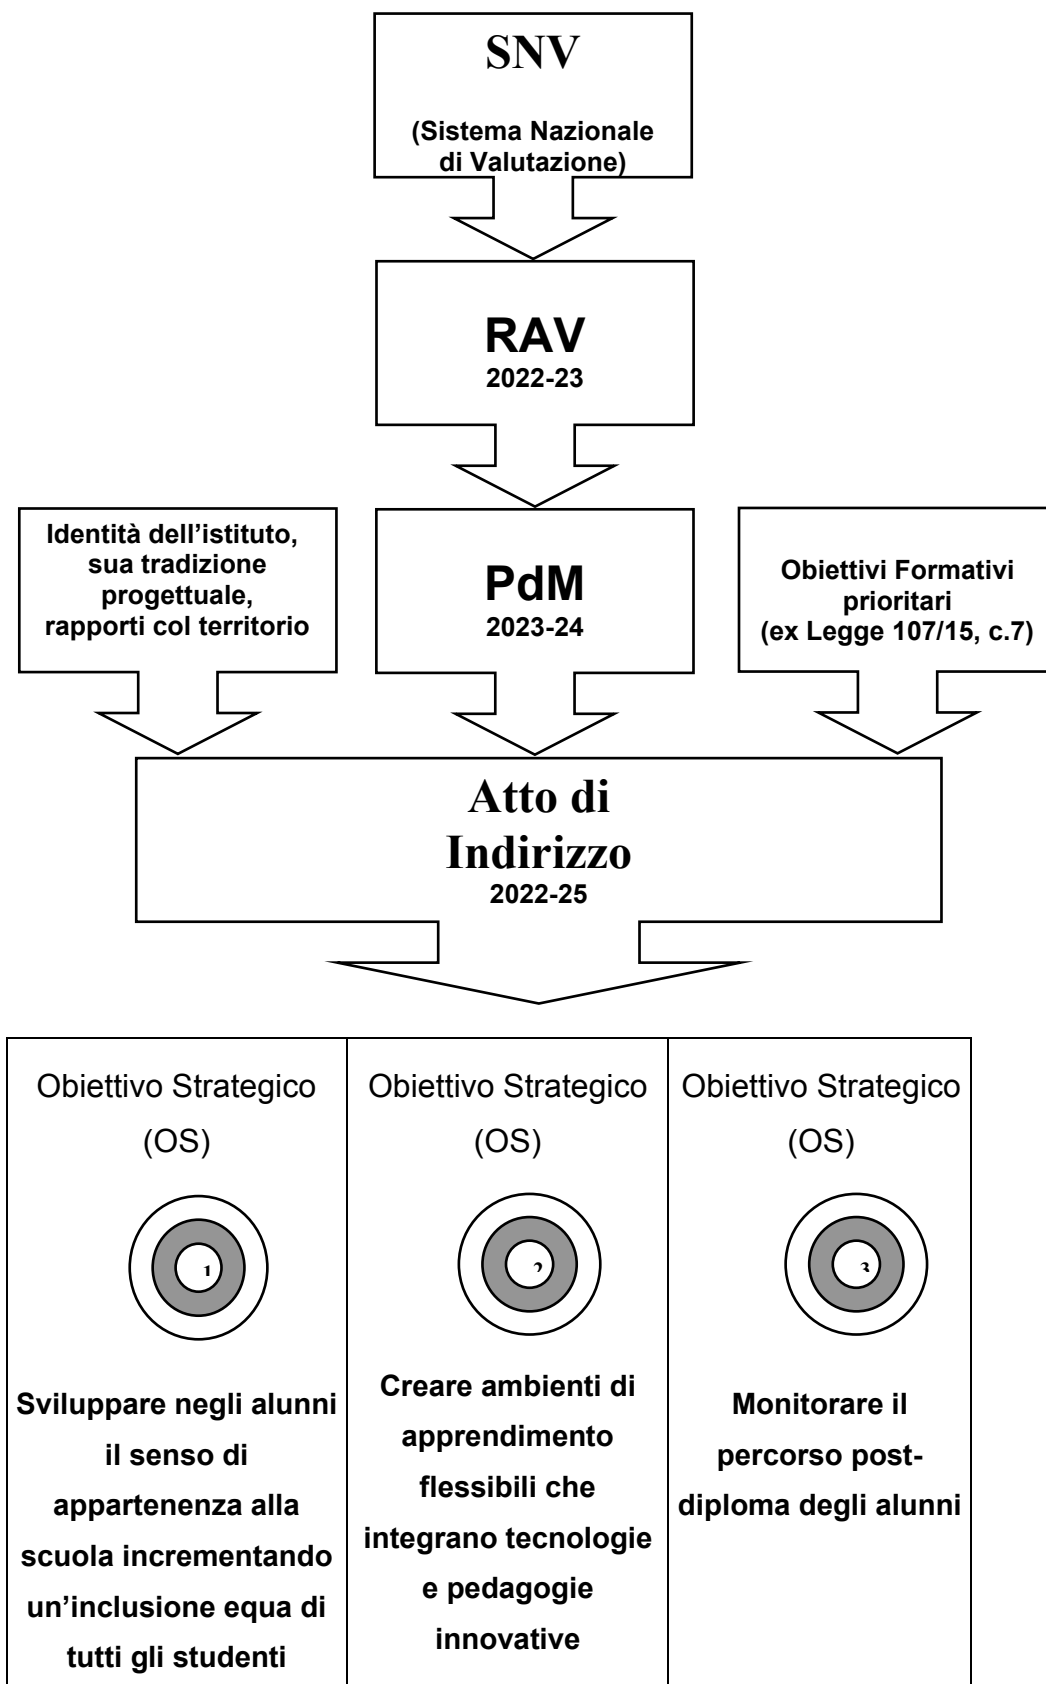 SNV
(Sistema Nazionale
di Valutazione)
RAV
2022-23
Identità dell’istituto,
sua tradizione
progettuale,
rapporti col territorio
PdM
2023-24
Obiettivi Formativi
prioritari
(ex Legge 107/15, c.7)
Atto di
Indirizzo
2022-25
Obiettivo Strategico
(OS)
1
Sviluppare negli alunni
il senso di
appartenenza alla
scuola incrementando
un’inclusione equa di
tutti gli studenti
Obiettivo Strategico
(OS)
2
Creare ambienti di
apprendimento
flessibili che
integrano tecnologie
e pedagogie
innovative
Obiettivo Strategico
(OS)
3
Monitorare il
percorso post-
diploma degli alunni